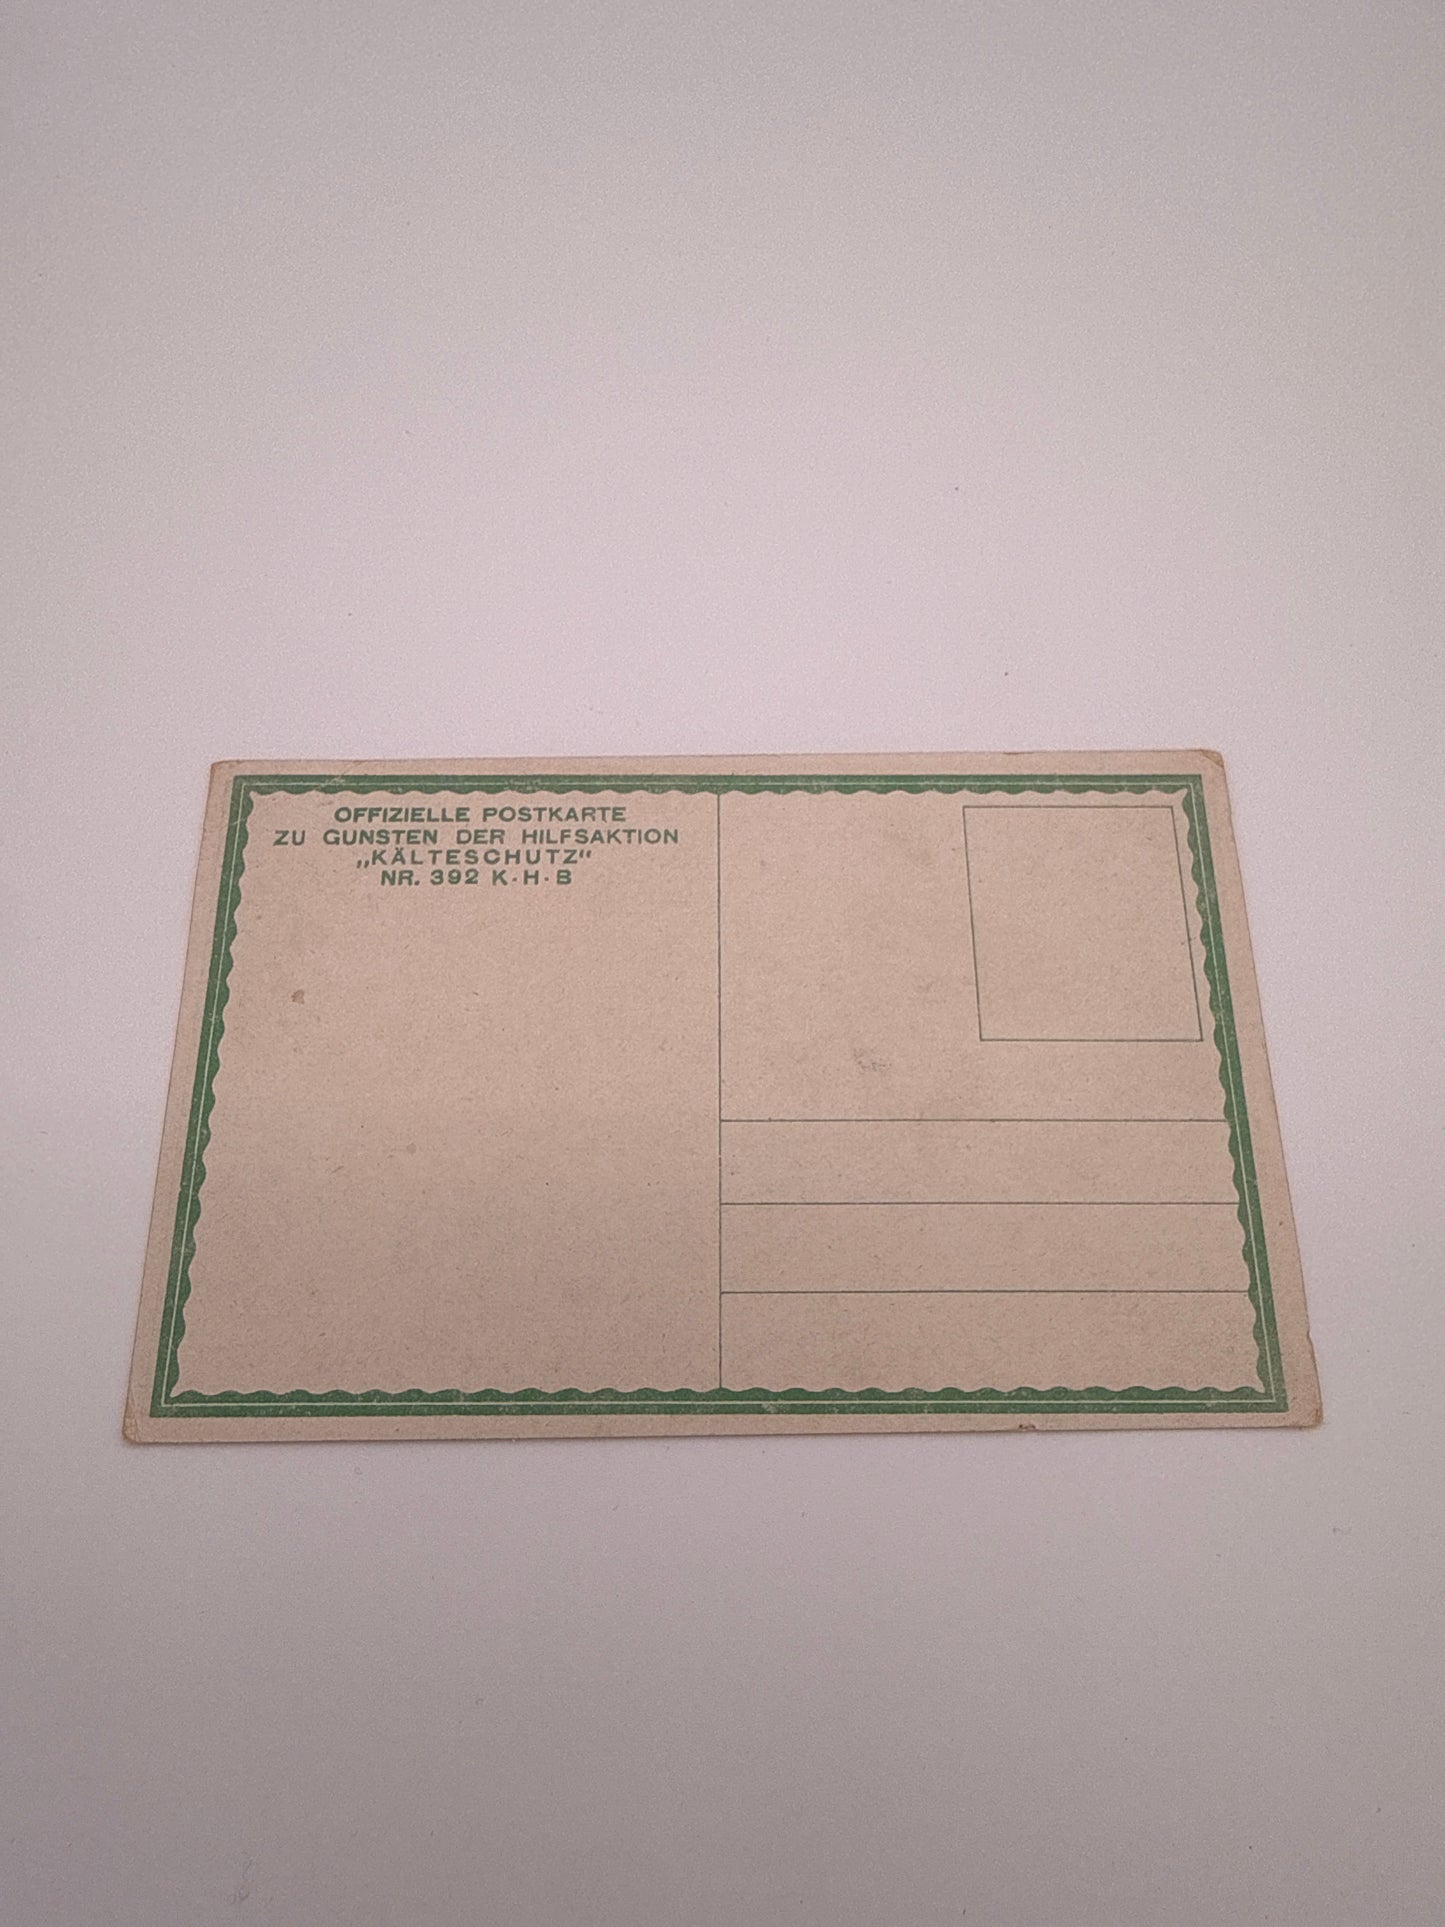 OFFIZIELLE POSTKARTE
ZU GUNSTEN DER HILFSAKTION
„KÄLTESCHUTZ“
NR. 392 K·H·B